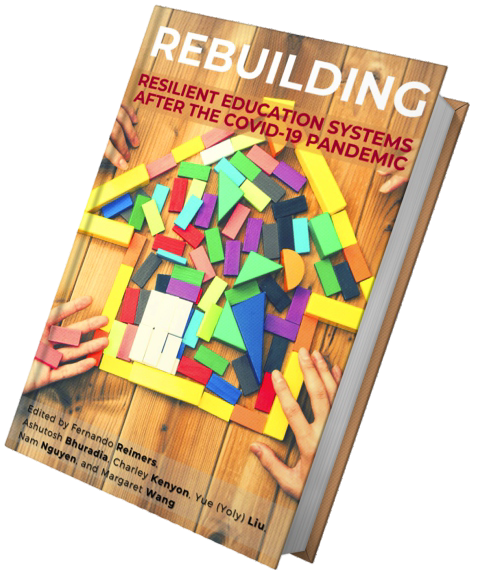 REBUILDING
RESILIENT EDUCATION SYSTEMS
AFTER THE COVID-19 PANDEMIC
Edited by Fernando Reimers,
Ashutosh Bhuradia, Charley Kenyon, Yue (Yoly) Liu,
Nam Nguyen, and Margaret Wang